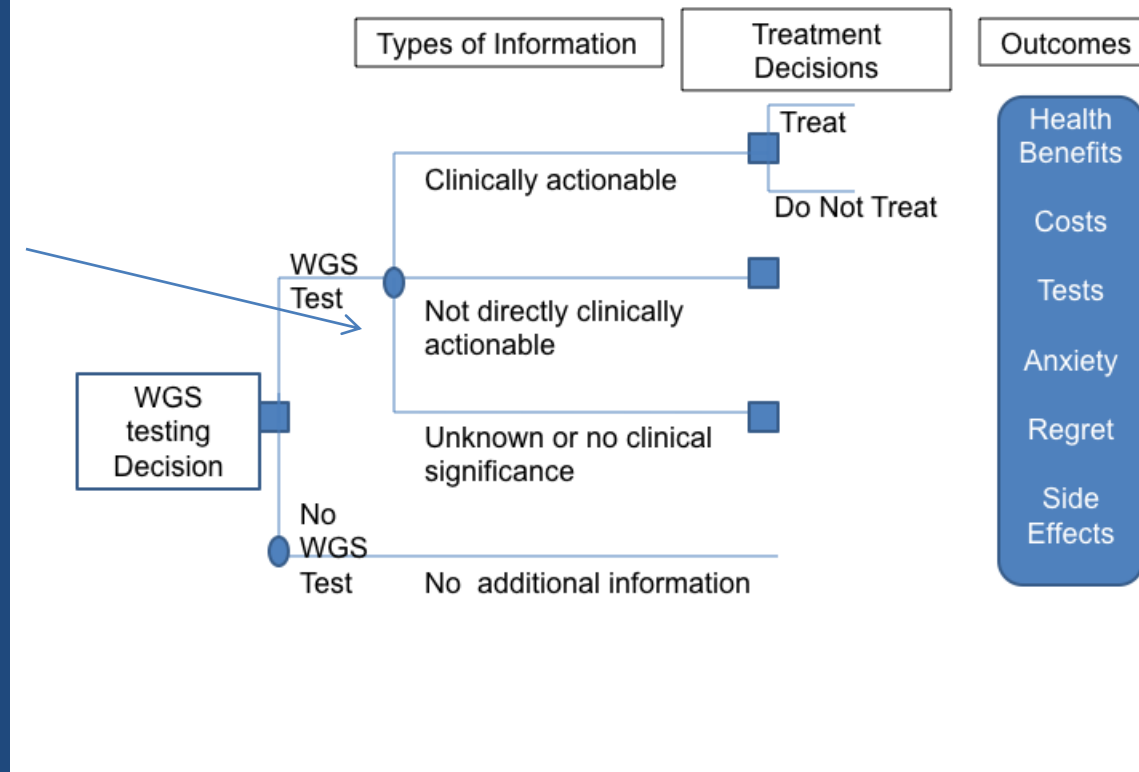 Types of Information
Treatment
Decisions
Outcomes
Treat
Do Not Treat
Clinically actionable
WGS
Test
Not directly clinically
actionable
WGS
testing
Decision
Unknown or no clinical
significance
No
WGS
Test
No additional information
Health
Benefits
Costs
Tests
Anxiety
Regret
Side
Effects